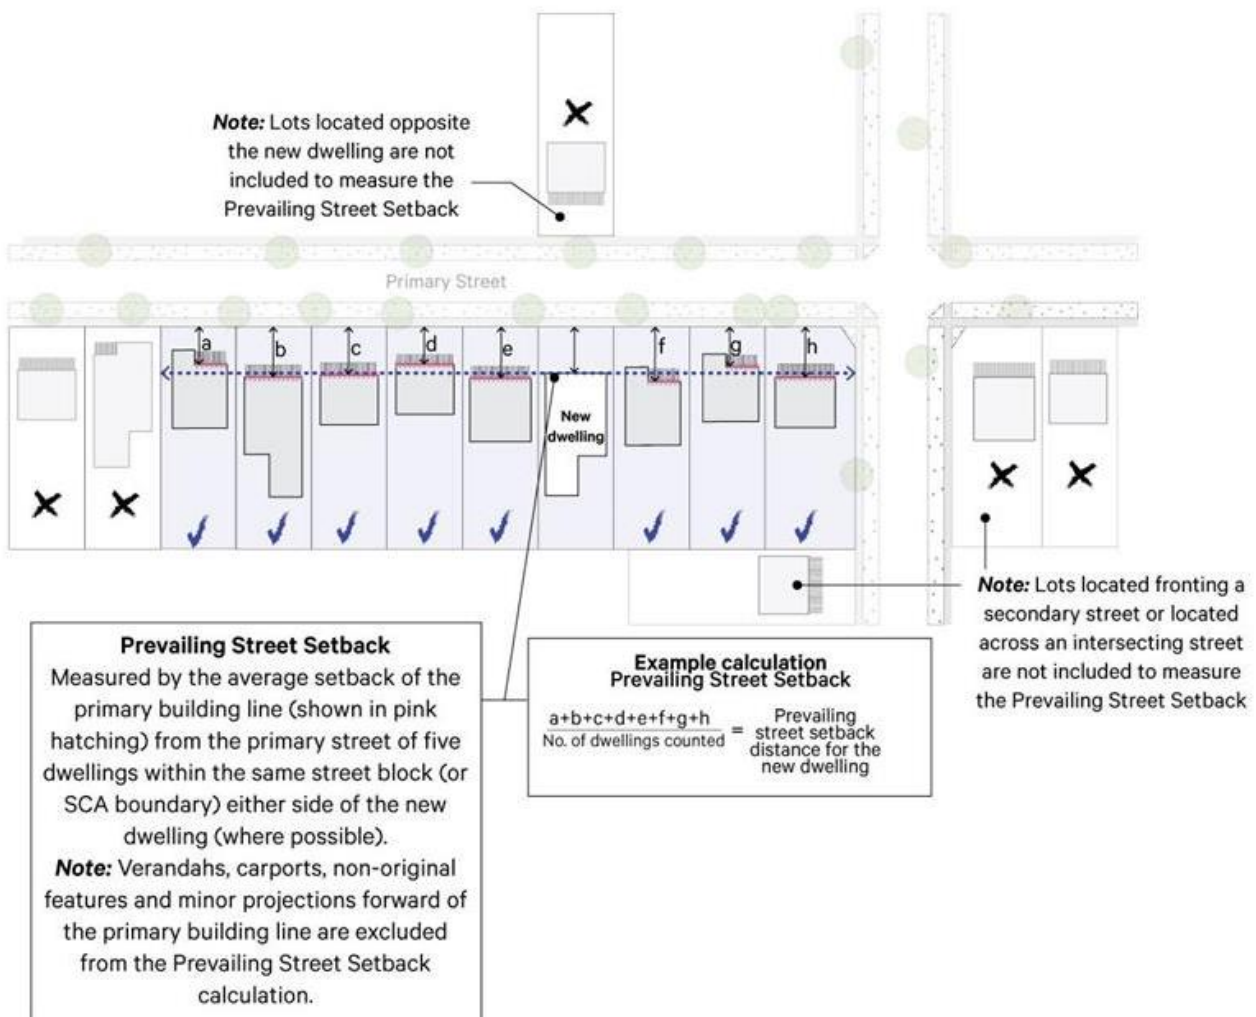 Note: Lots located opposite
the new dwelling are not
included to measure the
Prevailing Street Setback
Primary Street
a
b
c
d
e
f
g
h
New
dwelling
Note: Lots located fronting a
secondary street or located
across an intersecting street
are not included to measure
the Prevailing Street Setback
Prevailing Street Setback
Measured by the average setback of the
primary building line (shown in pink
hatching) from the primary street of five
dwellings within the same street block (or
SCA boundary) either side of the new
dwelling (where possible).
Note: Verandahs, carports, non-original
features and minor projections forward of
the primary building line are excluded
from the Prevailing Street Setback
calculation.
Example calculation
Prevailing Street Setback
a+b+c+d+e+f+g+h
No. of dwellings counted
=
Prevailing
street setback
distance for the
new dwelling